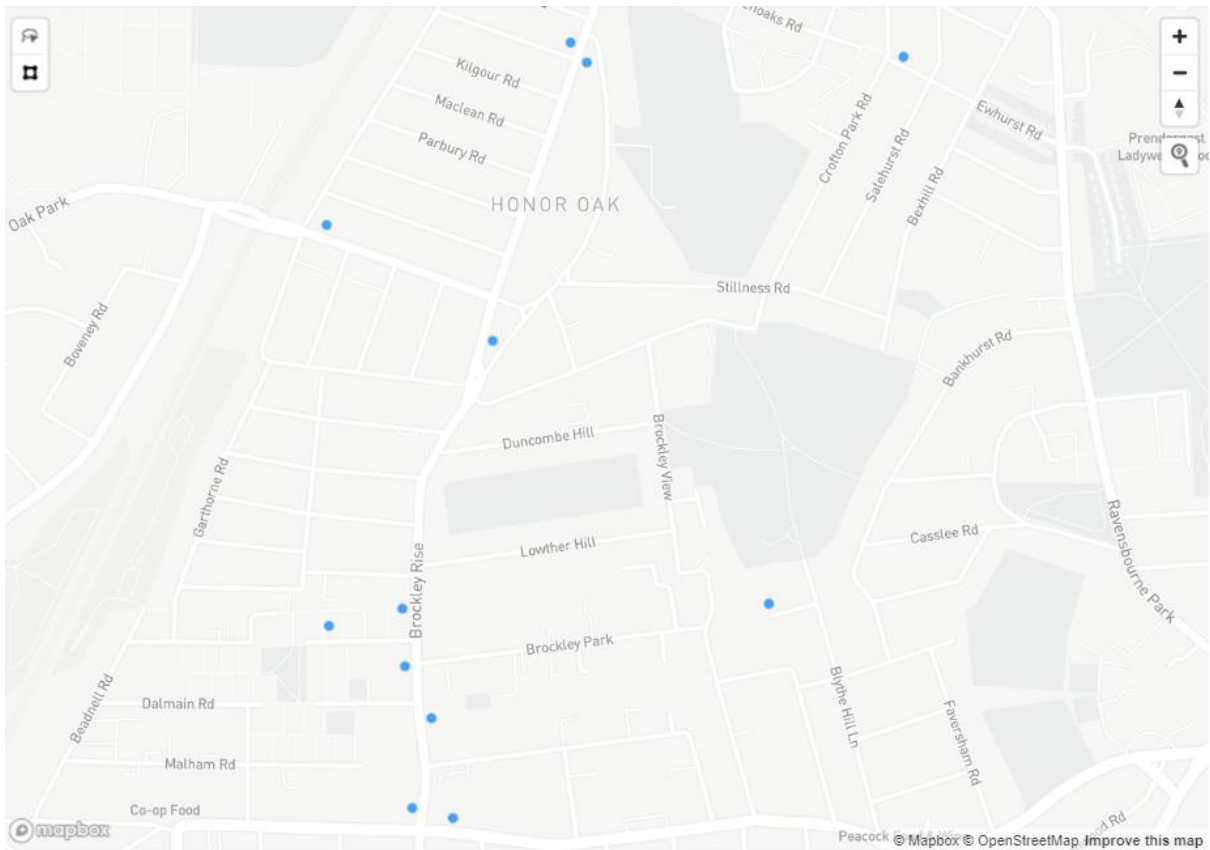 enoaks Rd
+
Kilgour Rd
−
Maclean Rd
Crofton Park Rd
Ewhurst Rd
Parbury Rd
Salehurst Rd
Prendergast
Ladywell
Bexhill Rd
Oak Park
HONOR OAK
Stillness Rd
Boveney Rd
Bankhurst Rd
Duncombe Hill
Brockley View
Garthorne Rd
Ravensbourne Park
Casslee Rd
Lowther Hill
Brockley Rise
Brockley Park
Beadnell Rd
Dalmain Rd
Blythe Hill Ln
Faversham Rd
Malham Rd
Co-op Food
mapbox
Peacock
© Mapbox © OpenStreetMap Improve this map